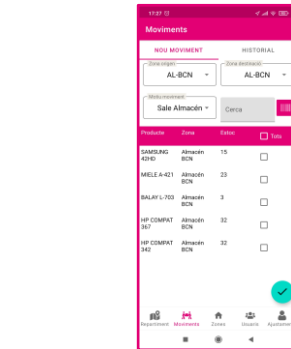 17:27
Moviments
NOU MOVIMENT HISTORIAL
Zona origen Zona destinació
AL-BCN AL-BCN
Motiu moviment
Sale Almacén Cerca
Producte Zona Estoc Tots
SAMSUNG 42HD Almacén BCN 15
MIELE A-421 Almacén BCN 23
BALAY L-703 Almacén BCN 3
HP COMPAT 367 Almacén BCN 32
HP COMPAT 342 Almacén BCN 32
Repartiment Moviments Zones Usuaris Ajustament